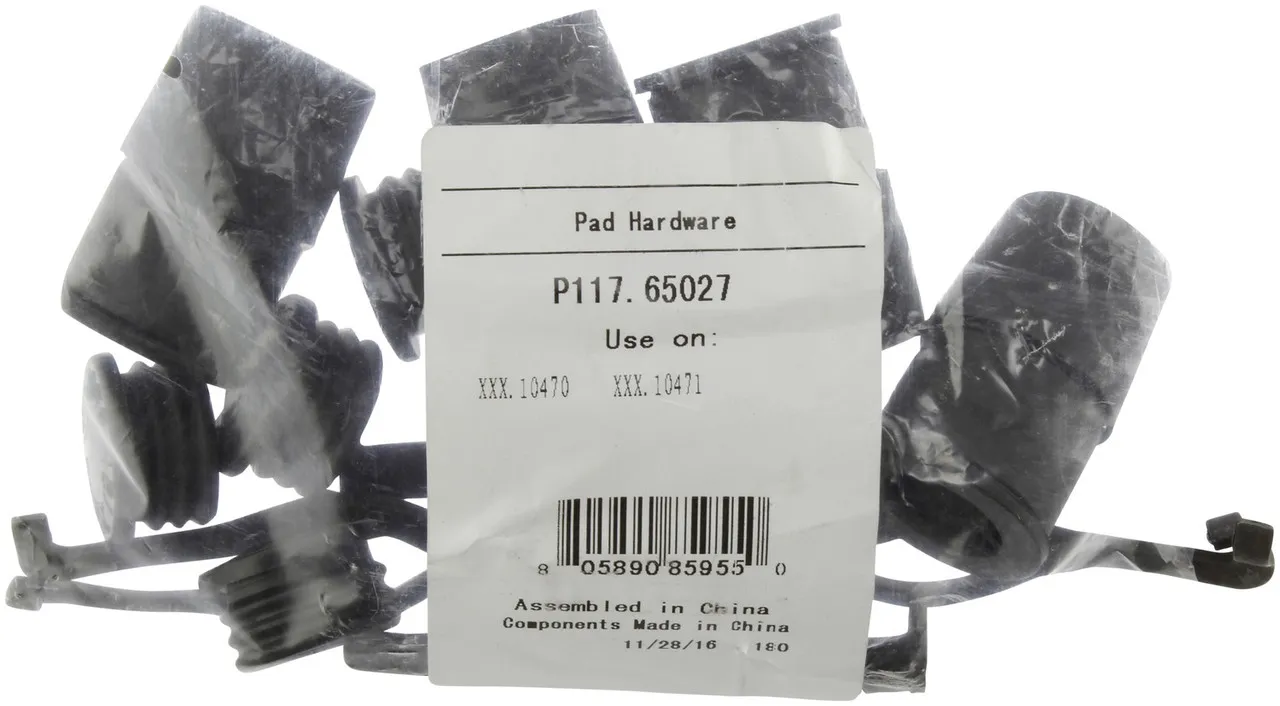 Pad Hardware
P117.65027
Use on:
XXX.10470 XXX.10471
8 05890 85955 0
Assembled in China
Components Made in China
11/28/16 180